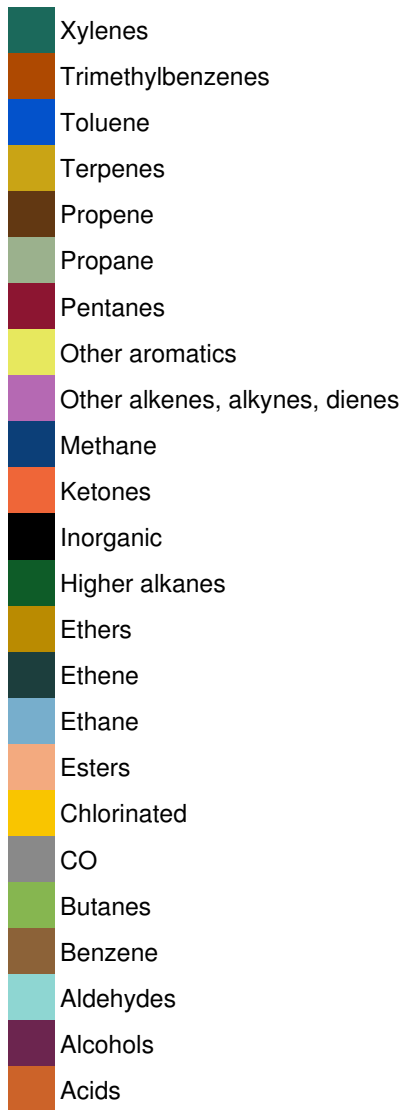 Xylenes
Trimethylbenzenes
Toluene
Terpenes
Propene
Propane
Pentanes
Other aromatics
Other alkenes, alkynes, dienes
Methane
Ketones
Inorganic
Higher alkanes
Ethers
Ethene
Ethane
Esters
Chlorinated
CO
Butanes
Benzene
Aldehydes
Alcohols
Acids